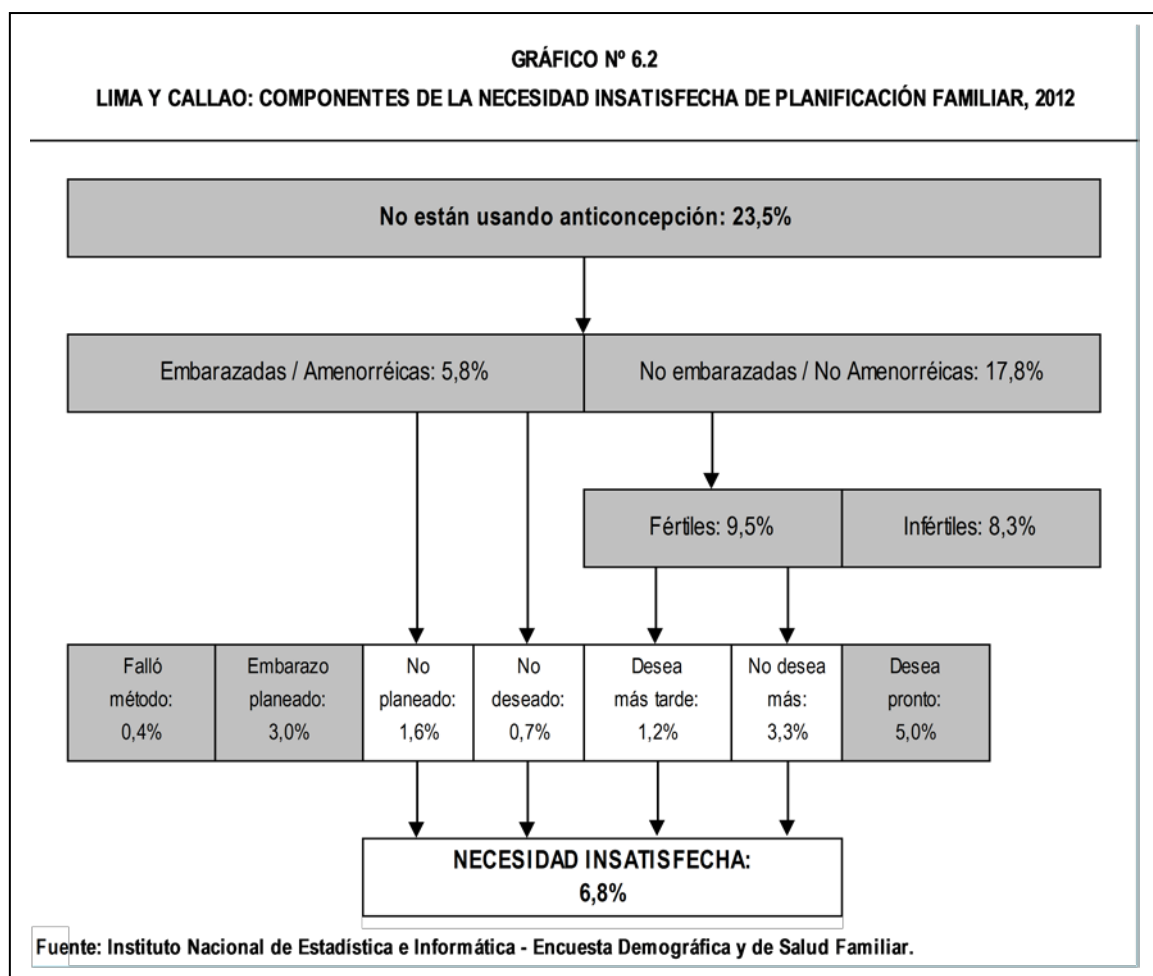 GRÁFICO Nº 6.2
LIMA Y CALLAO: COMPONENTES DE LA NECESIDAD INSATISFECHA DE PLANIFICACIÓN FAMILIAR, 2012
No están usando anticoncepción: 23,5%
Embarazadas / Amenorréicas: 5,8%
No embarazadas / No Amenorréicas: 17,8%
Fértiles: 9,5%
Infértiles: 8,3%
Falló
método:
0,4%
Embarazo
planeado:
3,0%
No
planeado:
1,6%
No
deseado:
0,7%
Desea
más tarde:
1,2%
No desea
más:
3,3%
Desea
pronto:
5,0%
NECESIDAD INSATISFECHA:
6,8%
Fuente: Instituto Nacional de Estadística e Informática - Encuesta Demográfica y de Salud Familiar.